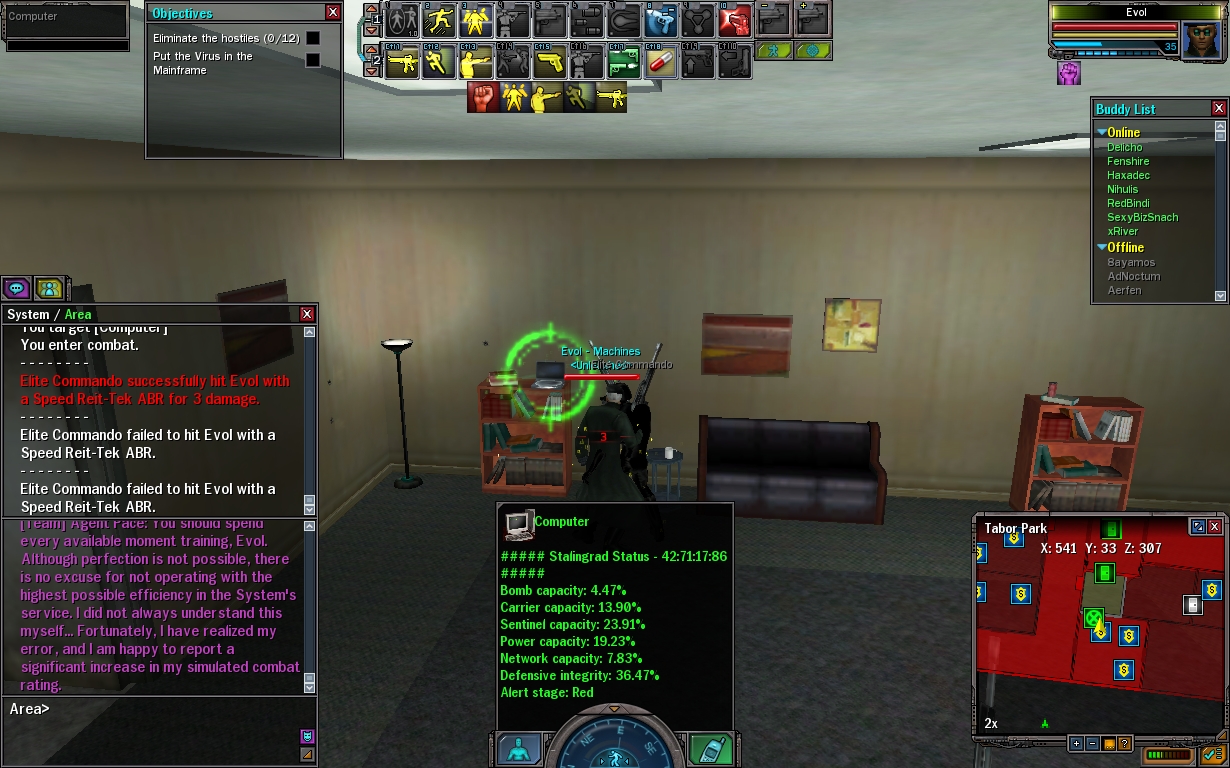 Computer
Objectives
Eliminate the hostiles (0/12)
Put the Virus in the
Mainframe
Evol
35
Buddy List
Online
Delicho
Fenshire
Haxadec
Nihulis
RedBindi
SexyBizSnach
xRiver
Offline
Bayamos
AdNoctum
Aerfen
System / Area
You target [Computer]
You enter combat.
- - - - - - - -
Elite Commando successfully hit Evol with
a Speed Reit-Tek ABR for 3 damage.
- - - - - - - -
Elite Commando failed to hit Evol with a
Speed Reit-Tek ABR.
- - - - - - - -
Elite Commando failed to hit Evol with a
Speed Reit-Tek ABR.
[Team] Agent Pace: You should spend
every available moment training, Evol.
Although perfection is not possible, there
is no excuse for not operating with the
highest possible efficiency in the System's
service. I did not always understand this
myself... Fortunately, I have realized my
error, and I am happy to report a
significant increase in my simulated combat
rating.
Area>
Evol - Machines
Commando
3
Computer
##### Stalingrad Status - 42:71:17:86
#####
Bomb capacity: 4.47%
Carrier capacity: 13.90%
Sentinel capacity: 23.91%
Power capacity: 19.23%
Network capacity: 7.83%
Defensive integrity: 36.47%
Alert stage: Red
E
SE
Tabor Park
X: 541 Y: 33 Z: 307
2x